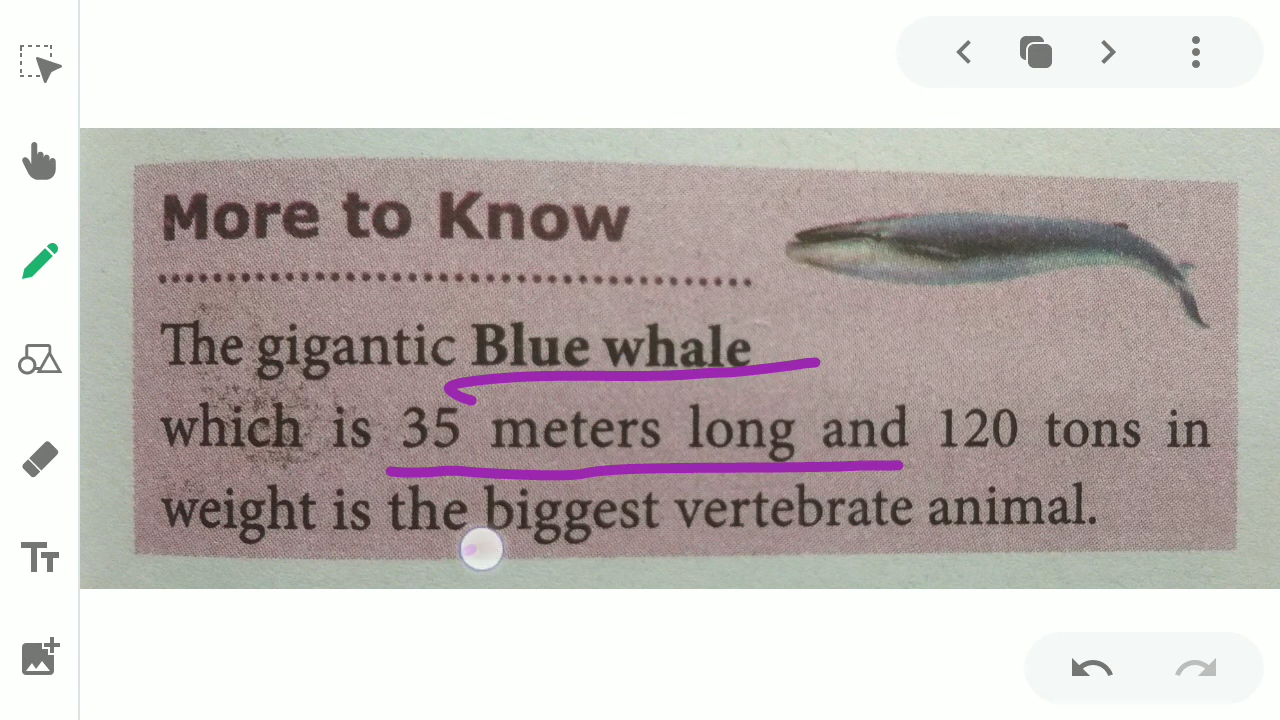 More to Know
The gigantic Blue whale
which is 35 meters long and 120 tons in
weight is the biggest vertebrate animal.